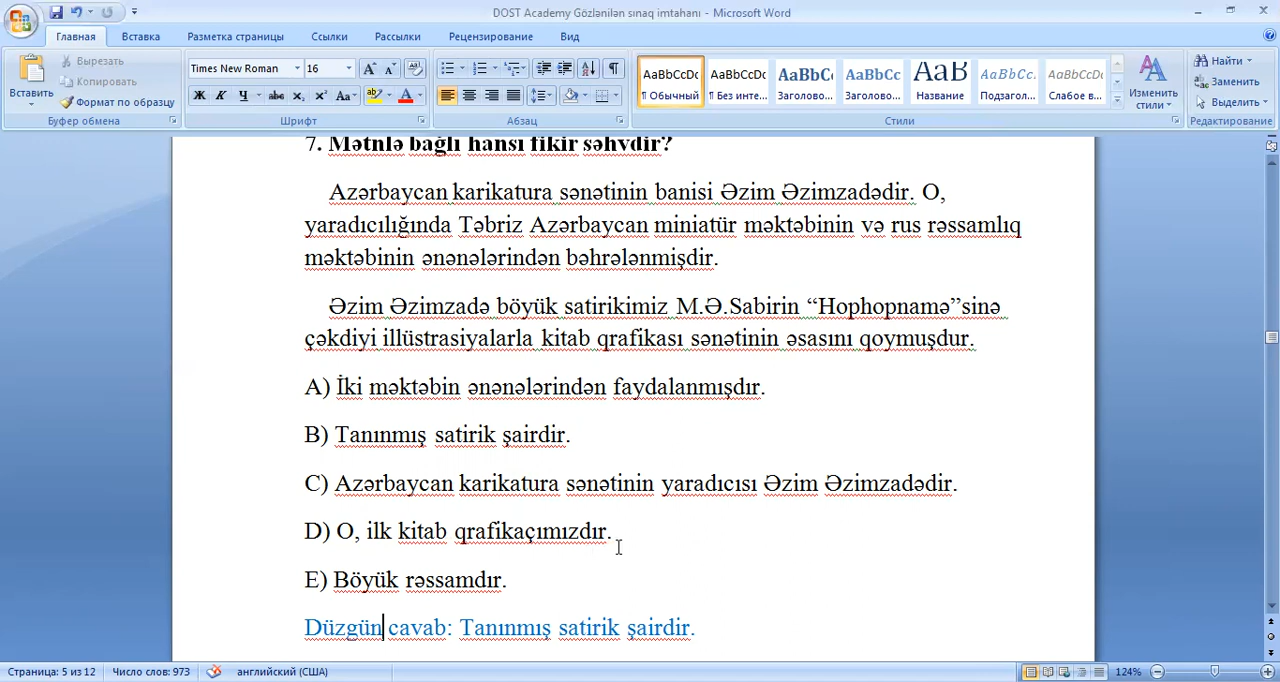 DOST Academy Gözlənilən sınaq imtahanı - Microsoft Word
Главная Вставка Разметка страницы Ссылки Рассылки Рецензирование Вид
Вставить
Вырезать
Копировать
Формат по образцу
Буфер обмена
Times New Roman 16
Ж К Ч abe x₂ x² Aa
Шрифт
Абзац
AaBbCcDc AaBbCcDc AaBbC AaBbCc AaB AaBbCc. AaBbCcDc
¶ Обычный ¶ Без инте... Заголово... Заголово... Название Подзагол... Слабое в...
Стили
Изменить стили
Найти
Заменить
Выделить
Редактирование
7. Mətnlə bağlı hansı fikir səhvdir?
Azərbaycan karikatura sənətinin banisi Əzim Əzimzadədir. O,
yaradıcılığında Təbriz Azərbaycan miniatür məktəbinin və rus rəssamlıq
məktəbinin ənənələrindən bəhrələnmişdir.
Əzim Əzimzadə böyük satirikimiz M.Ə.Sabirin “Hophopnamə”sinə
çəkdiyi illüstrasiyalarla kitab qrafikası sənətinin əsasını qoymuşdur.
A) İki məktəbin ənənələrindən faydalanmışdır.
B) Tanınmış satirik şairdir.
C) Azərbaycan karikatura sənətinin yaradıcısı Əzim Əzimzadədir.
D) O, ilk kitab qrafikaçımızdır.
E) Böyük rəssamdır.
Düzgün cavab: Tanınmış satirik şairdir.
Страница: 5 из 12 Число слов: 973 английский (США) 124%